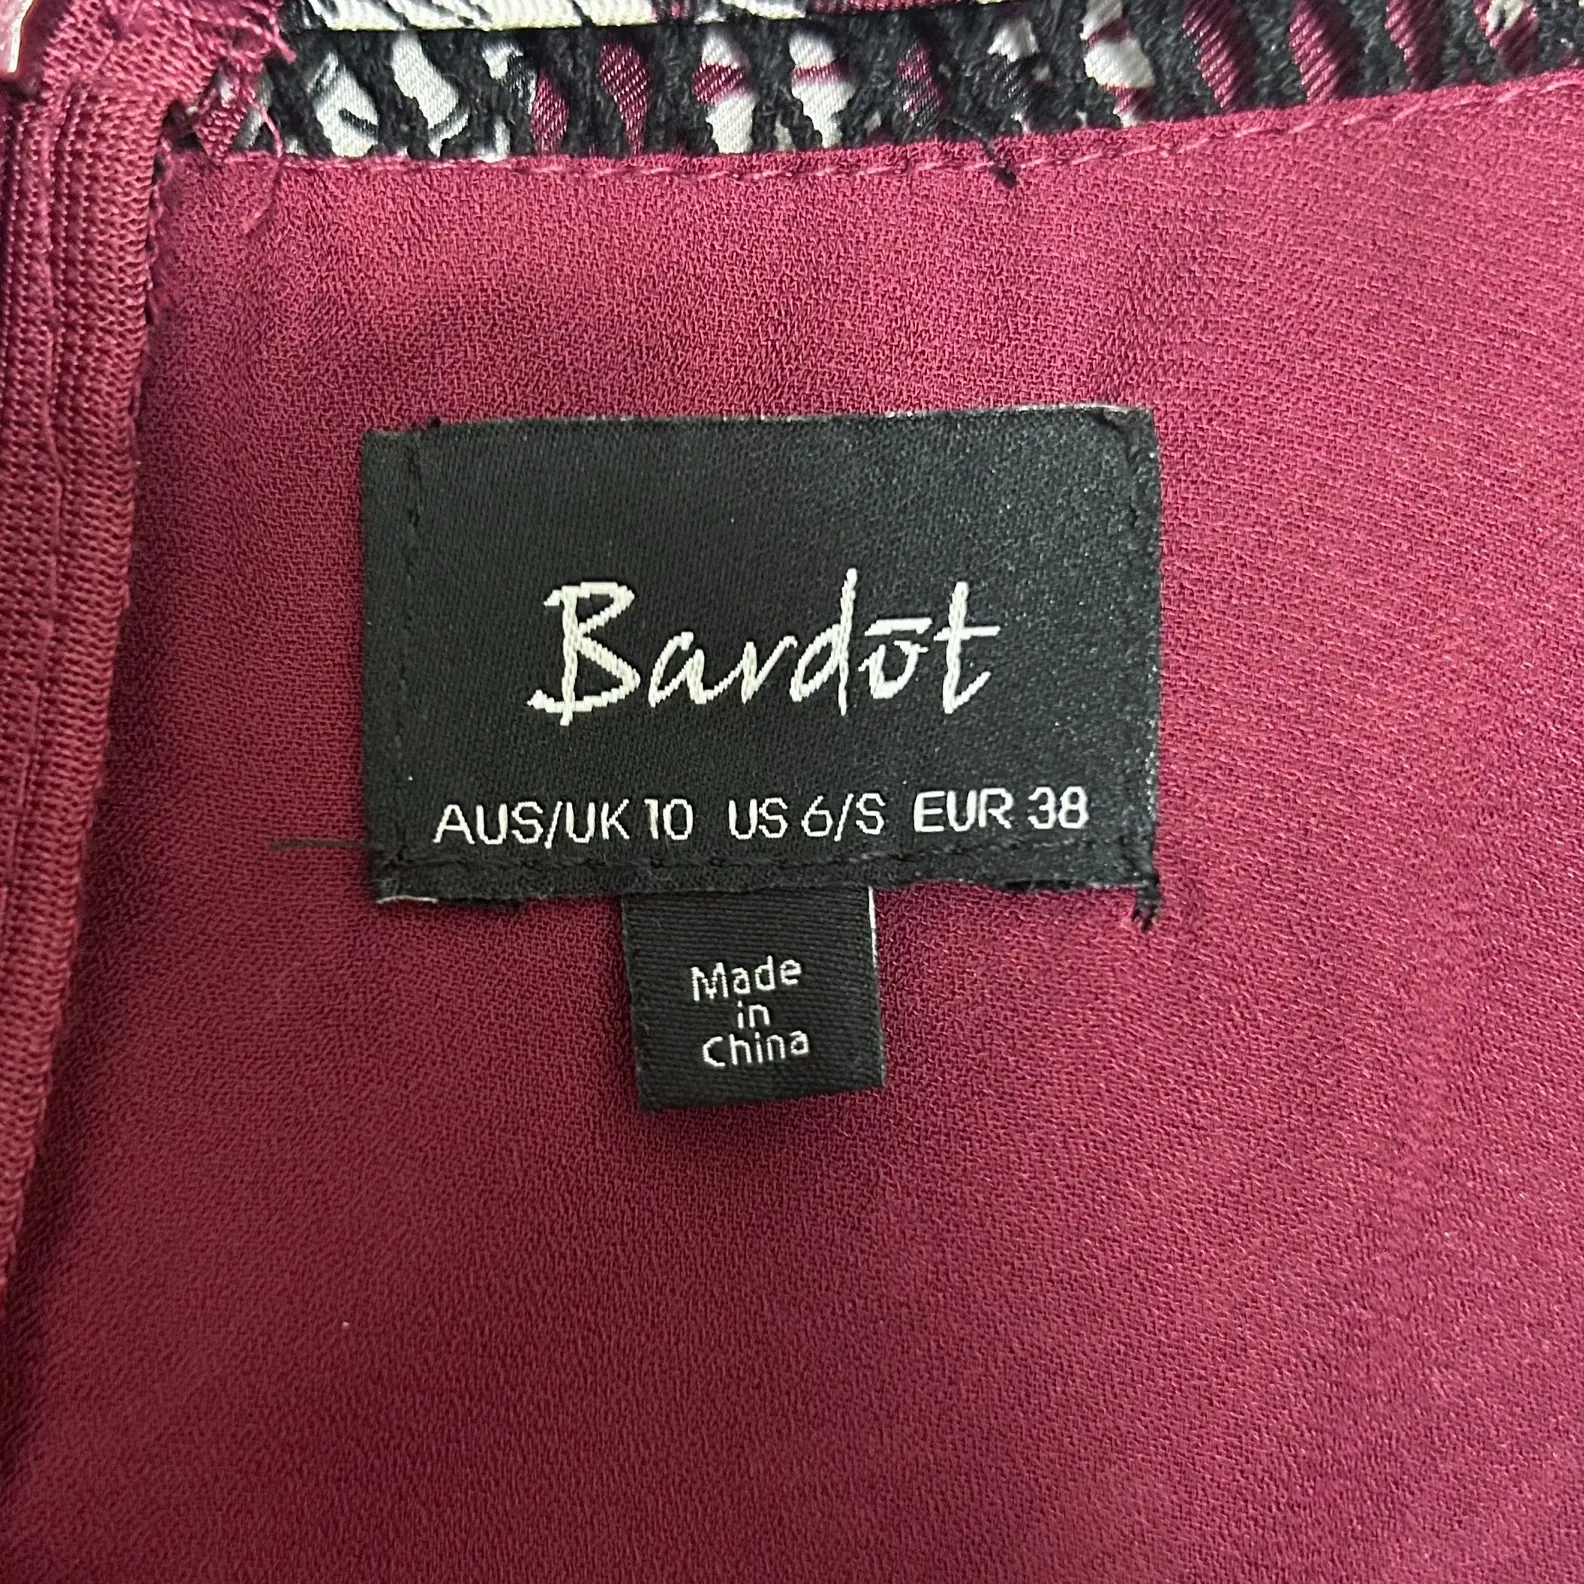 Bardōt
AUS/UK 10 US 6/S EUR 38
Made
in
China